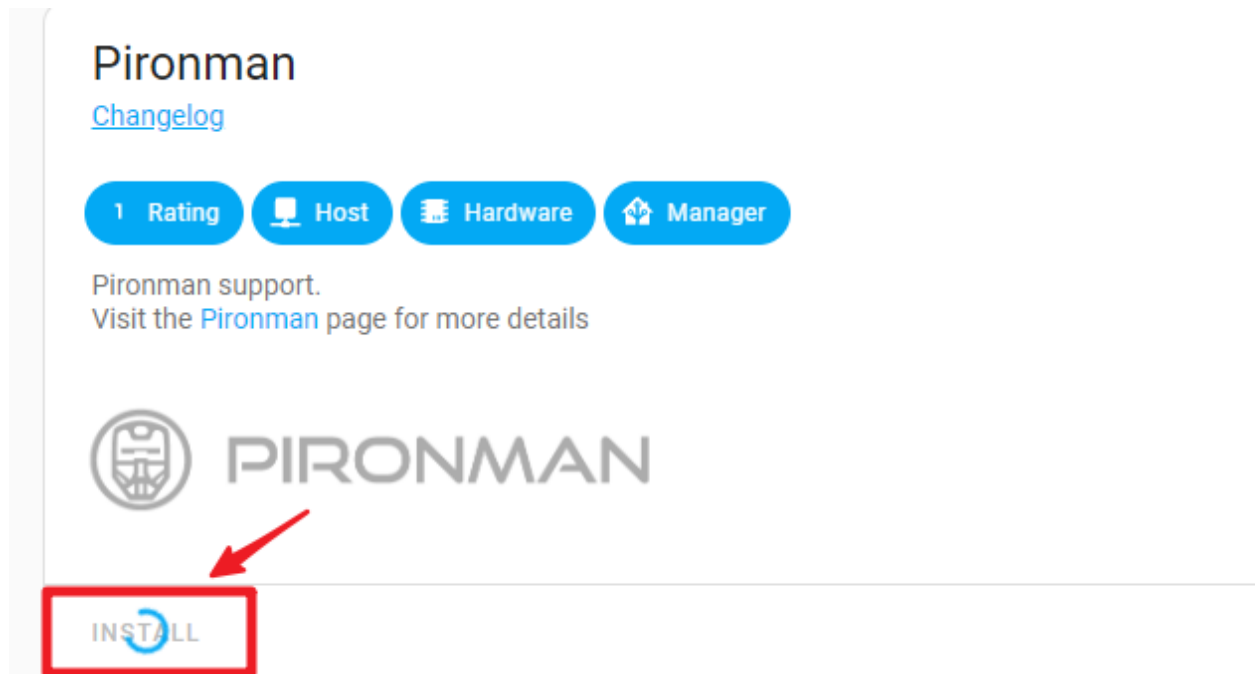 Pironman
Changelog
1 Rating Host Hardware Manager
Pironman support.
Visit the Pironman page for more details
PIRONMAN
INSTALL